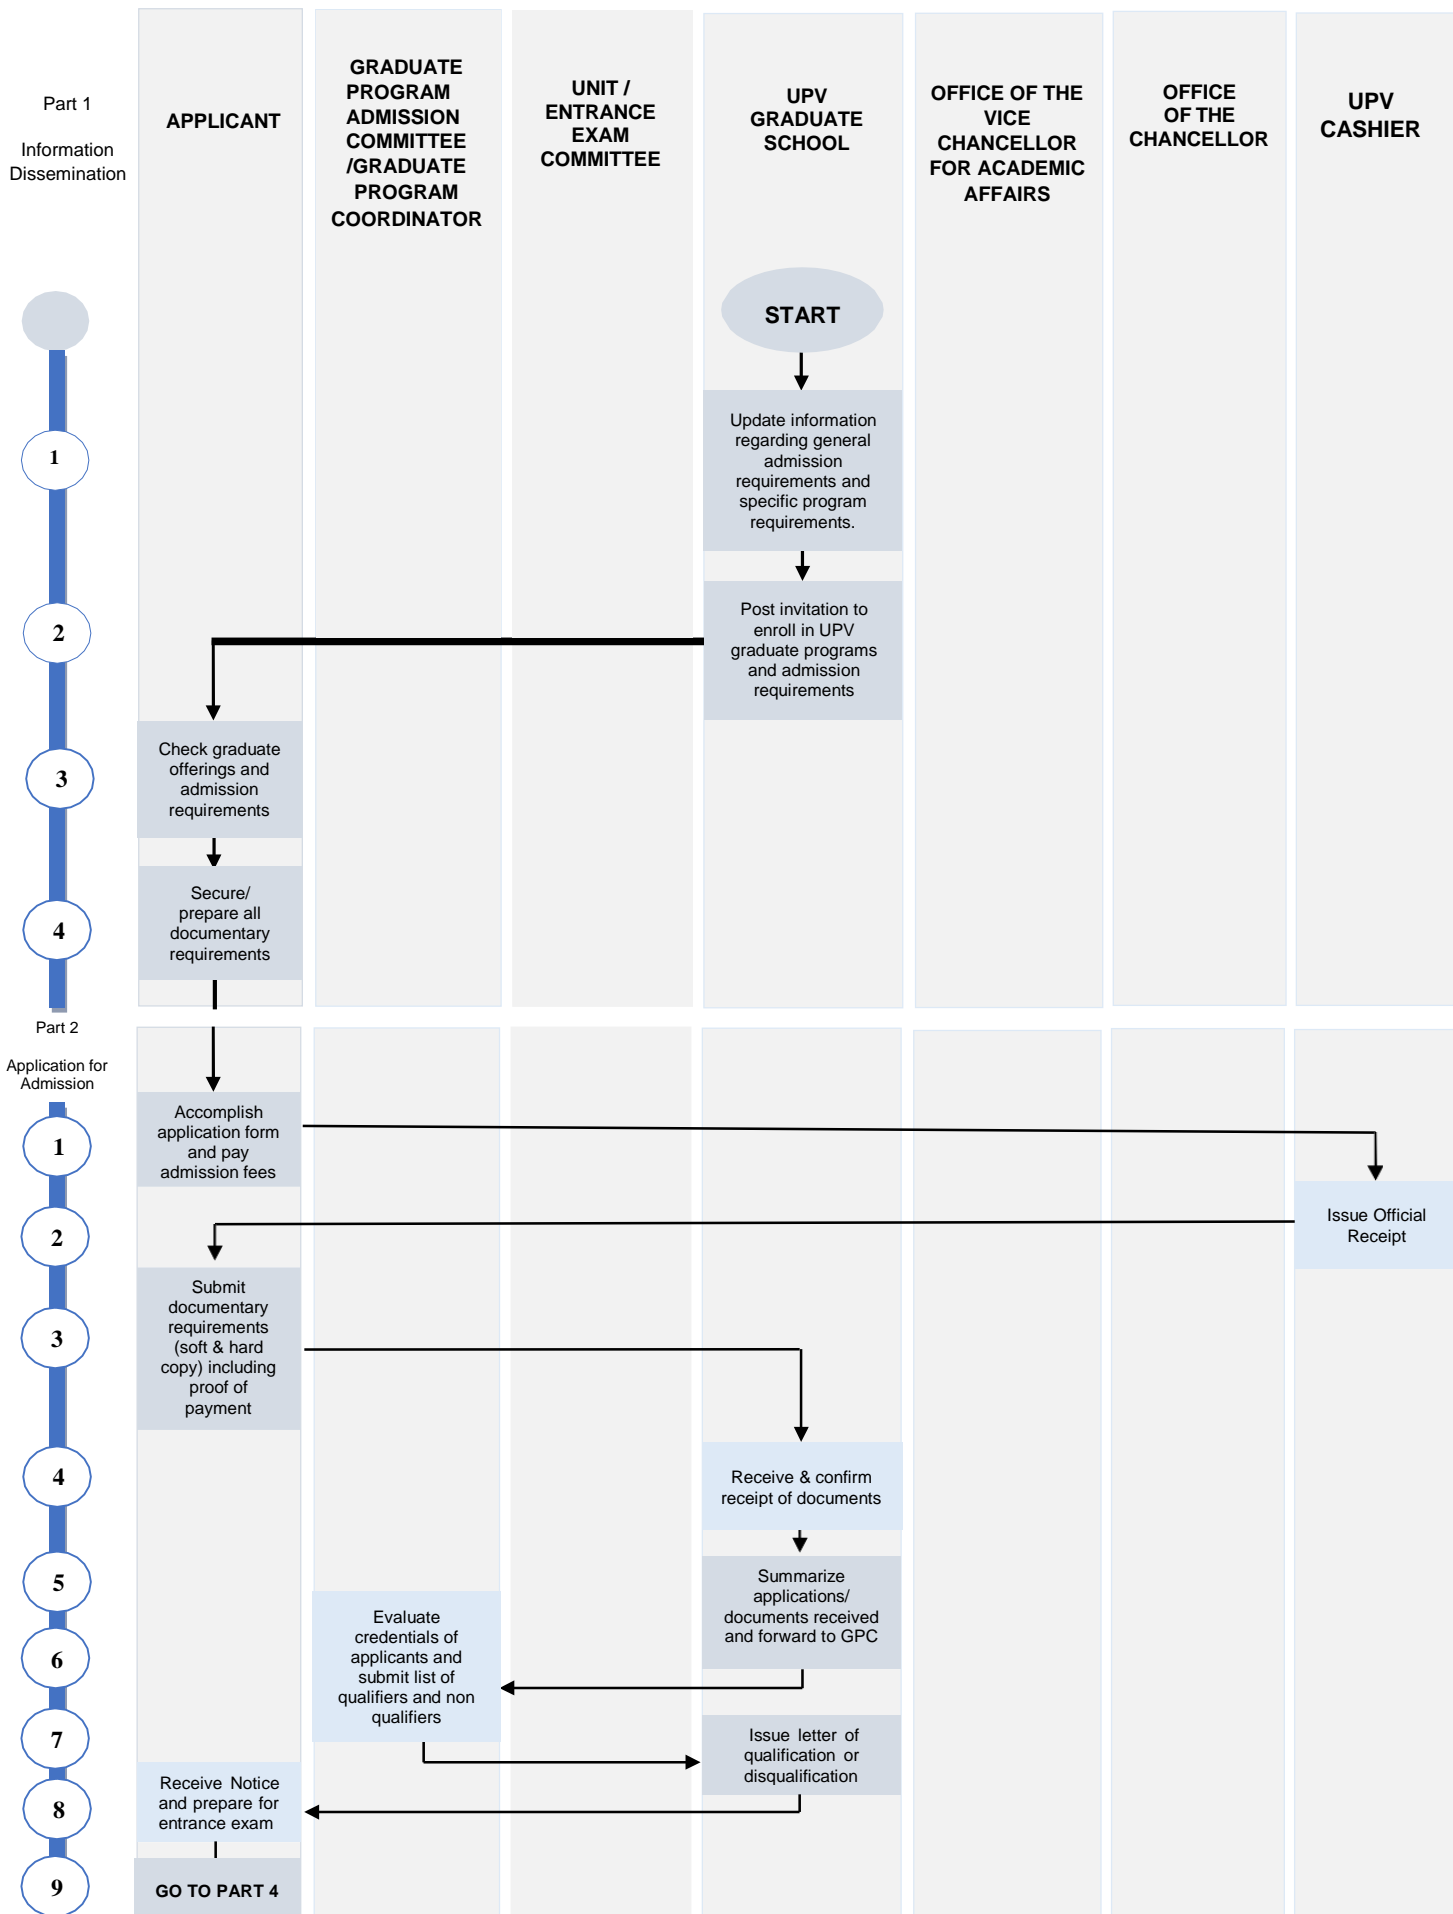 Part 1
Information
Dissemination
APPLICANT
GRADUATE
PROGRAM
ADMISSION
COMMITTEE
/GRADUATE
PROGRAM
COORDINATOR
UNIT /
ENTRANCE
EXAM
COMMITTEE
UPV
GRADUATE
SCHOOL
OFFICE OF THE
VICE
CHANCELLOR
FOR ACADEMIC
AFFAIRS
OFFICE
OF THE
CHANCELLOR
UPV
CASHIER
START
1
Update information
regarding general
admission
requirements and
specific program
requirements.
2
Post invitation to
enroll in UPV
graduate programs
and admission
requirements
3
Check graduate
offerings and
admission
requirements
4
Secure/
prepare all
documentary
requirements
Part 2
Application for
Admission
1
Accomplish
application form
and pay
admission fees
2
Issue Official
Receipt
3
Submit
documentary
requirements
(soft & hard
copy) including
proof of
payment
4
Receive & confirm
receipt of documents
5
Summarize
applications/
documents received
and forward to GPC
6
Evaluate
credentials of
applicants and
submit list of
qualifiers and non
qualifiers
7
Issue letter of
qualification or
disqualification
8
Receive Notice
and prepare for
entrance exam
9
GO TO PART 4